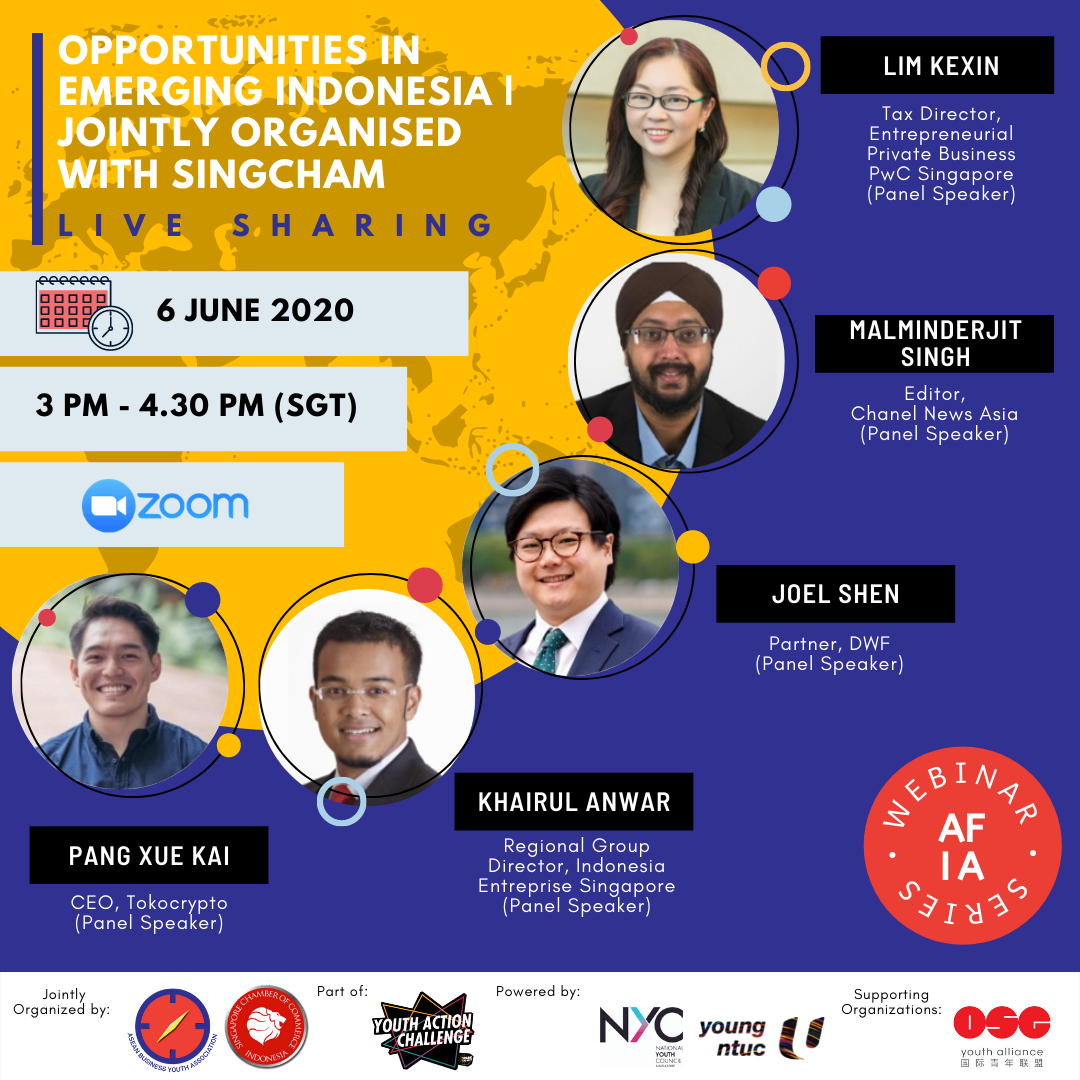 OPPORTUNITIES IN
EMERGING INDONESIA |
JOINTLY ORGANISED
WITH SINGCHAM
LIVE SHARING
6 JUNE 2020
3 PM - 4.30 PM (SGT)
zoom
LIM KEXIN
Tax Director,
Entrepreneurial
Private Business
PwC Singapore
(Panel Speaker)
MALMINDERJIT
SINGH
Editor,
Chanel News Asia
(Panel Speaker)
JOEL SHEN
Partner, DWF
(Panel Speaker)
KHAIRUL ANWAR
Regional Group
Director, Indonesia
Entreprise Singapore
(Panel Speaker)
PANG XUE KAI
CEO, Tokocrypto
(Panel Speaker)
WEBINAR
AF
IA
SERIES
Jointly
Organized by:
ASEAN BUSINESS YOUTH ASSOCIATION
SINGAPORE CHAMBER OF COMMERCE
INDONESIA
Part of:
YOUTH ACTION
CHALLENGE
Powered by:
NYC
NATIONAL
YOUTH
COUNCIL
young
ntuc
U
Supporting
Organizations:
OSG
youth alliance
国际青年联盟